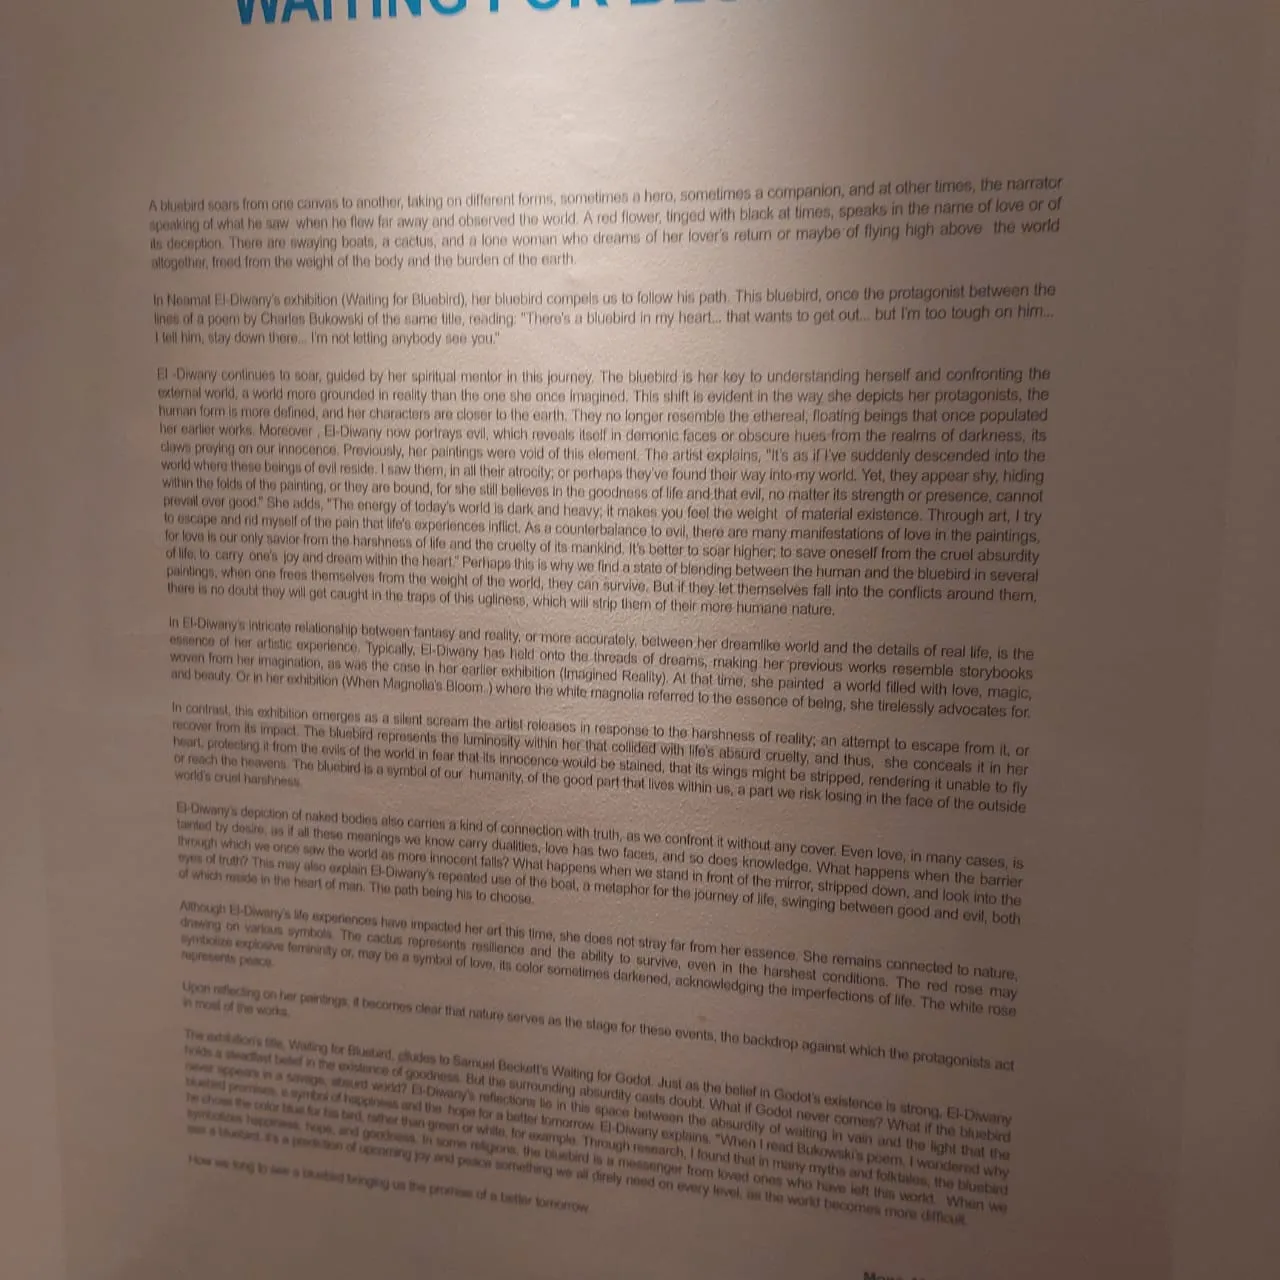 WAITING FOR
A bluebird soars from one canvas to another, taking on different forms, sometimes a hero, sometimes a companion, and at other times, the narrator
speaking of what he saw when he flew far away and observed the world. A red flower, tinged with black at times, speaks in the name of love or of
its deception. There are swaying boats, a cactus, and a lone woman who dreams of her lover's return or maybe of flying high above the world
altogether, freed from the weight of the body and the burden of the earth.
In Neamat El-Diwany's exhibition (Waiting for Bluebird), her bluebird compels us to follow his path. This bluebird, once the protagonist between the
lines of a poem by Charles Bukowski of the same title, reading: "There's a bluebird in my heart... that wants to get out... but I'm too tough on him...
I tell him, stay down there... I'm not letting anybody see you."
El -Diwany continues to soar, guided by her spiritual mentor in this journey. The bluebird is her key to understanding herself and confronting the
external world, a world more grounded in reality than the one she once imagined. This shift is evident in the way she depicts her protagonists, the
human form is more defined, and her characters are closer to the earth. They no longer resemble the ethereal, floating beings that once populated
her earlier works. Moreover , El-Diwany now portrays evil, which reveals itself in demonic faces or obscure hues from the realms of darkness, its
claws preying on our innocence. Previously, her paintings were void of this element. The artist explains, "It's as if I've suddenly descended into the
world where these beings of evil reside. I saw them, in all their atrocity; or perhaps they've found their way into my world. Yet, they appear shy, hiding
within the folds of the painting, or they are bound, for she still believes in the goodness of life and that evil, no matter its strength or presence, cannot
prevail over good." She adds, "The energy of today's world is dark and heavy; it makes you feel the weight of material existence. Through art, I try
to escape and rid myself of the pain that life's experiences inflict. As a counterbalance to evil, there are many manifestations of love in the paintings,
for love is our only savior from the harshness of life and the cruelty of its mankind. It's better to soar higher; to save oneself from the cruel absurdity
of life, to carry one's joy and dream within the heart." Perhaps this is why we find a state of blending between the human and the bluebird in several
paintings, when one frees themselves from the weight of the world, they can survive. But if they let themselves fall into the conflicts around them,
there is no doubt they will get caught in the traps of this ugliness, which will strip them of their more humane nature.
In El-Diwany's intricate relationship between fantasy and reality, or more accurately, between her dreamlike world and the details of real life, is the
essence of her artistic experience. Typically, El-Diwany has held onto the threads of dreams, making her previous works resemble storybooks
woven from her imagination, as was the case in her earlier exhibition (Imagined Reality). At that time, she painted a world filled with love, magic,
and beauty. Or in her exhibition (When Magnolia's Bloom.) where the white magnolia referred to the essence of being, she tirelessly advocates for.
In contrast, this exhibition emerges as a silent scream the artist releases in response to the harshness of reality; an attempt to escape from it, or
recover from its impact. The bluebird represents the luminosity within her that collided with life's absurd cruelty, and thus, she conceals it in her
heart, protecting it from the evils of the world in fear that its innocence would be stained, that its wings might be stripped, rendering it unable to fly
or reach the heavens. The bluebird is a symbol of our humanity, of the good part that lives within us, a part we risk losing in the face of the outside
world's cruel harshness.
El-Diwany's depiction of naked bodies also carries a kind of connection with truth, as we confront it without any cover. Even love, in many cases, is
tainted by desire, as if all these meanings we know carry dualities, love has two faces, and so does knowledge. What happens when the barrier
through which we once saw the world as more innocent falls? What happens when we stand in front of the mirror, stripped down, and look into the
eyes of truth? This may also explain El-Diwany's repeated use of the boat, a metaphor for the journey of life, swinging between good and evil, both
of which reside in the heart of man. The path being his to choose.
Although El-Diwany's life experiences have impacted her art this time, she does not stray far from her essence. She remains connected to nature,
drawing on various symbols. The cactus represents resilience and the ability to survive, even in the harshest conditions. The red rose may
symbolize explosive femininity or, may be a symbol of love, its color sometimes darkened, acknowledging the imperfections of life. The white rose
represents peace.
Upon reflecting on her paintings, it becomes clear that nature serves as the stage for these events, the backdrop against which the protagonists act
in most of the works.
The exhibition's title, Waiting for Bluebird, alludes to Samuel Beckett's Waiting for Godot. Just as the belief in Godot's existence is strong, El-Diwany
holds a steadfast belief in the existence of goodness. But the surrounding absurdity casts doubt. What if Godot never comes? What if the bluebird
never appears in a savage, absurd world? El-Diwany's reflections lie in this space between the absurdity of waiting in vain and the light that the
bluebird promises, a symbol of happiness and the hope for a better tomorrow. El-Diwany explains. "When I read Bukowski's poem, I wondered why
he chose the color blue for his bird, rather than green or white, for example. Through research, I found that in many myths and folktales, the bluebird
symbolizes happiness, hope, and goodness. In some religions, the bluebird is a messenger from loved ones who have left this world. When we
see a bluebird, it's a prediction of upcoming joy and peace something we all direly need on every level, as the world becomes more difficult.
How we long to see a bluebird bringing us the promise of a better tomorrow.